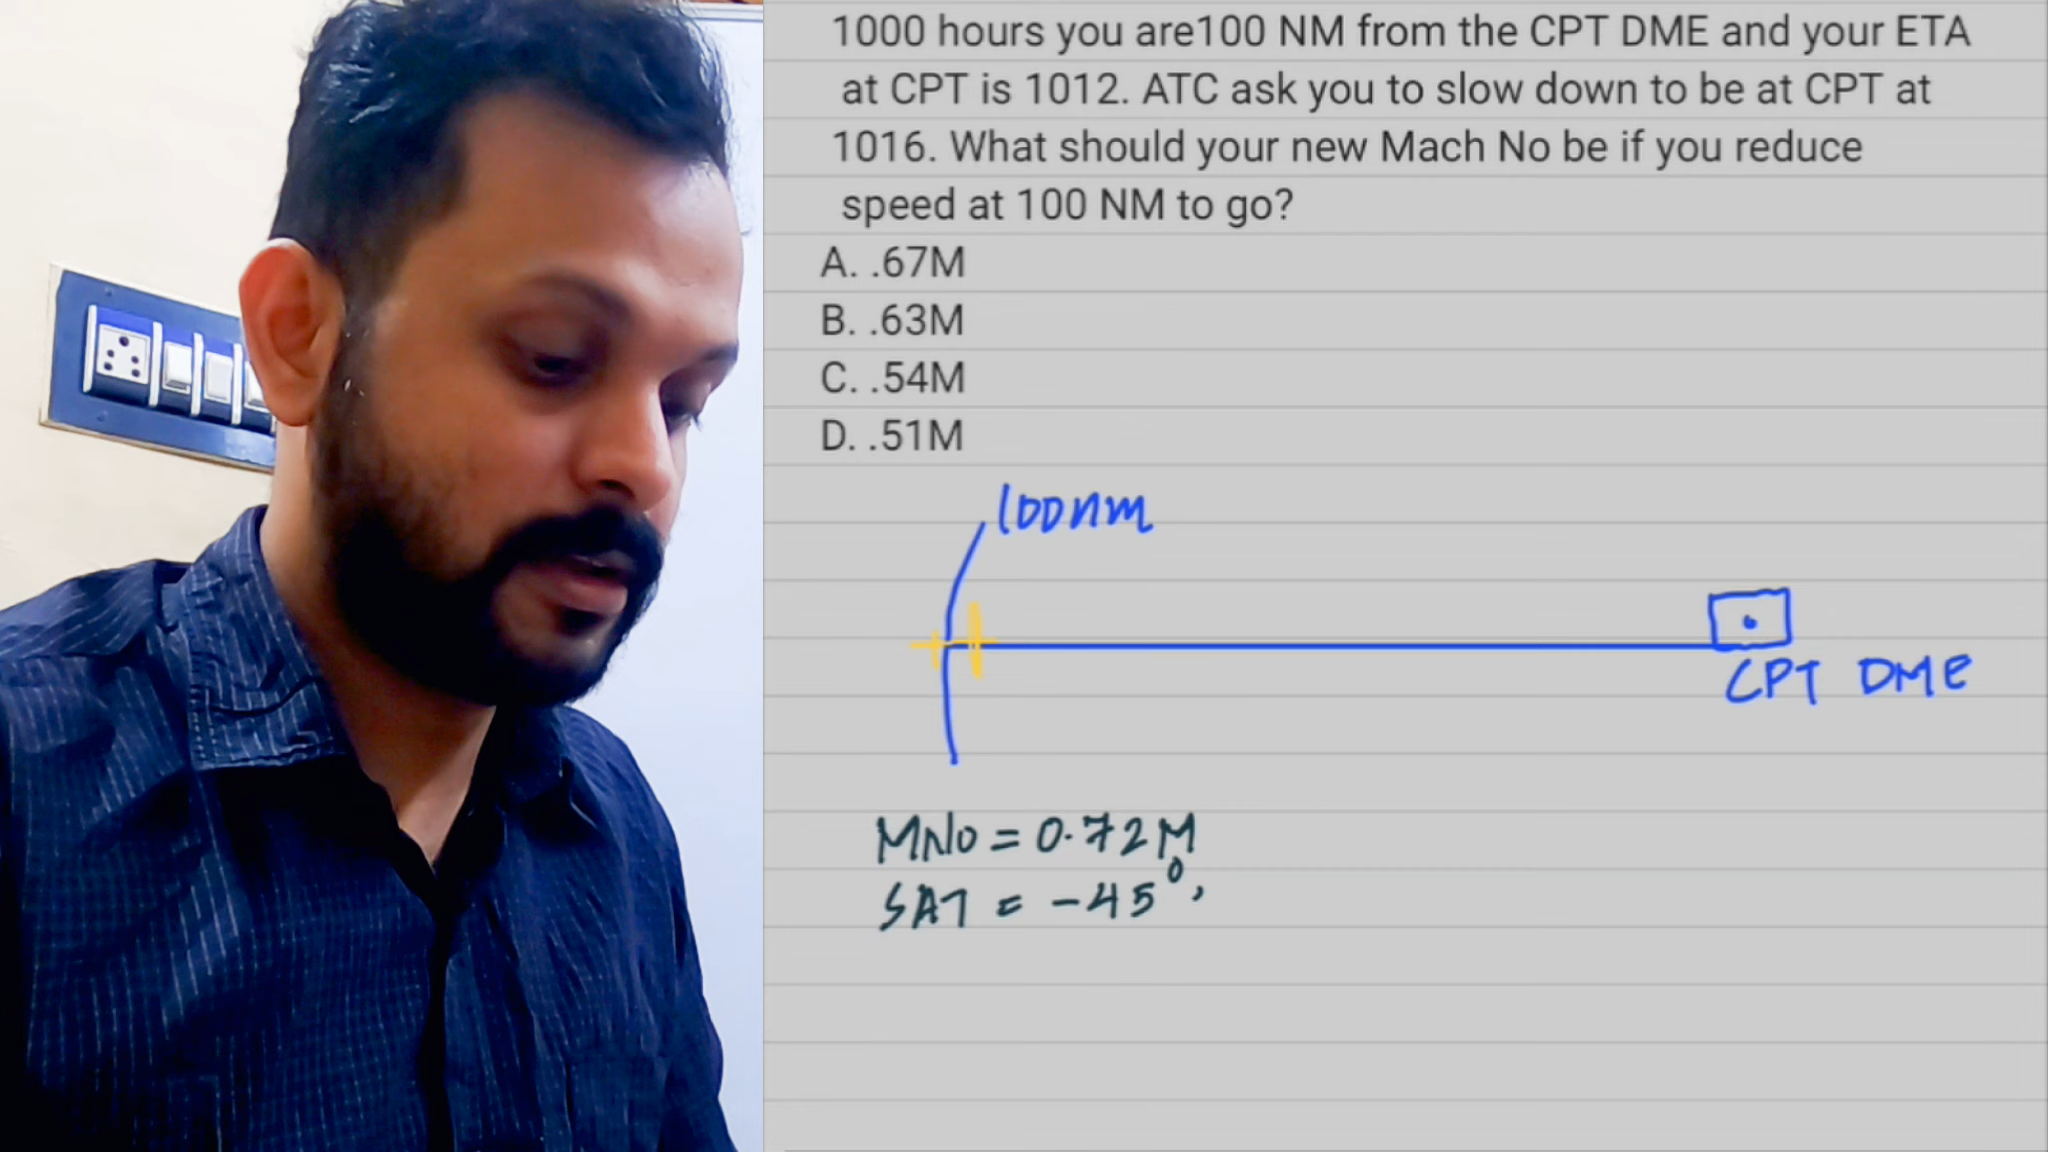 1000 hours you are100 NM from the CPT DME and your ETA
at CPT is 1012. ATC ask you to slow down to be at CPT at
1016. What should your new Mach No be if you reduce
speed at 100 NM to go?
A. .67M
B. .63M
C. .54M
D. .51M
100nm
CPT DME
MNo = 0.72M
SAT = -45°,